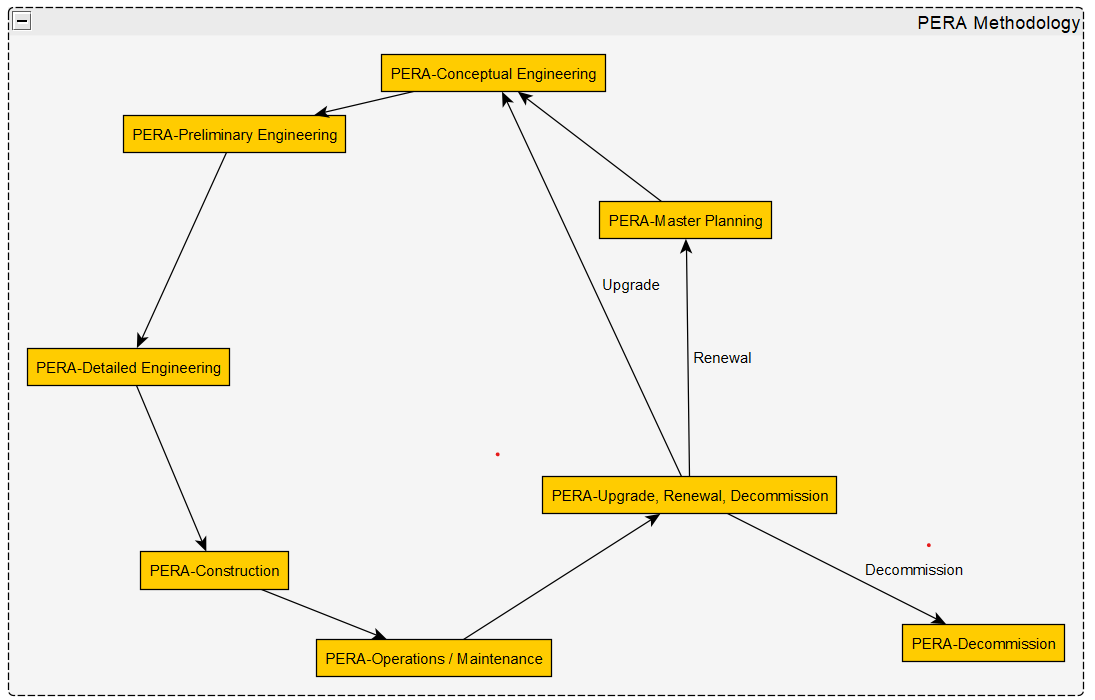 PERA Methodology
PERA-Conceptual Engineering
PERA-Preliminary Engineering
PERA-Master Planning
Upgrade
Renewal
PERA-Detailed Engineering
PERA-Upgrade, Renewal, Decommission
PERA-Construction
Decommission
PERA-Operations / Maintenance
PERA-Decommission